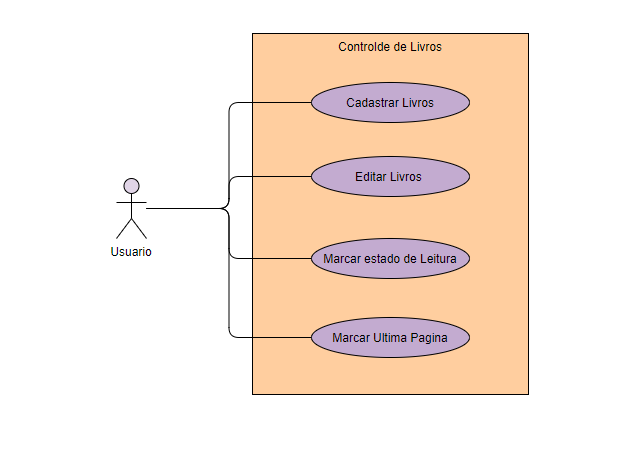 Controlde de Livros
Cadastrar Livros
Editar Livros
Usuario
Marcar estado de Leitura
Marcar Ultima Pagina